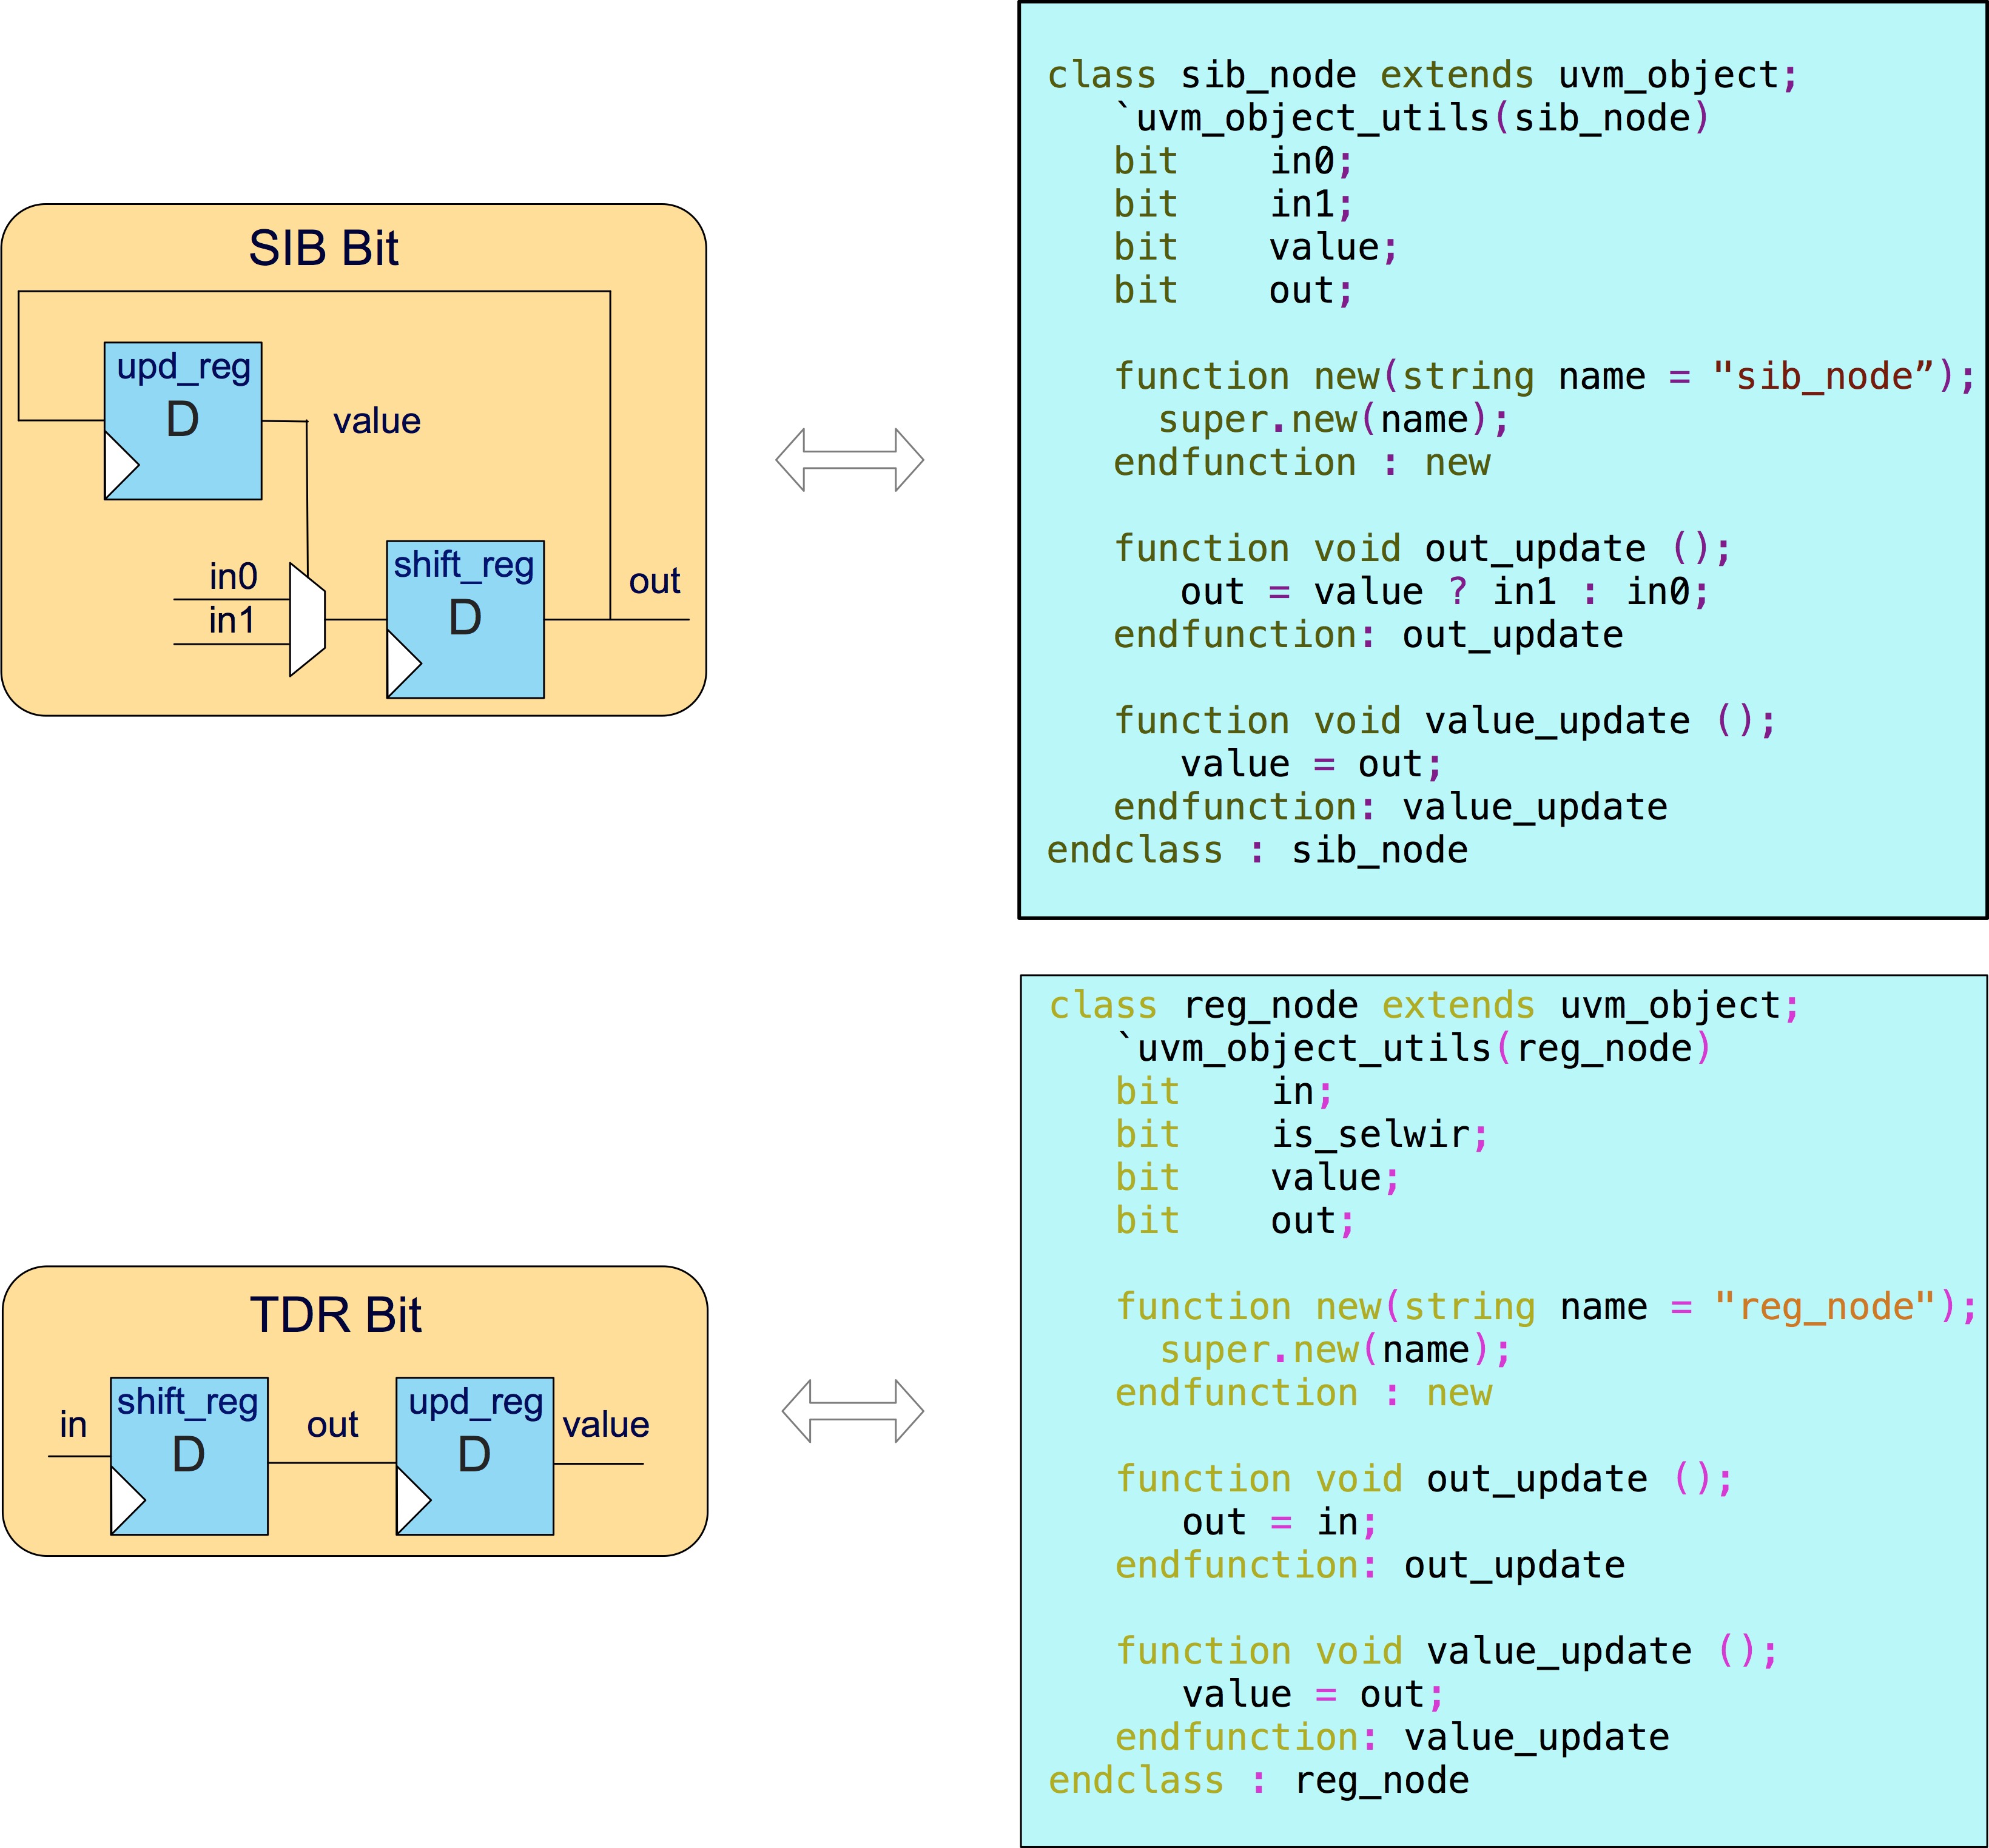 SIB Bit
upd_reg
D
value
in0
in1
shift_reg
D
out
class sib_node extends uvm_object;
   `uvm_object_utils(sib_node)
   bit    in0;
   bit    in1;
   bit    value;
   bit    out;
   function new(string name = "sib_node”);
     super.new(name);
   endfunction : new
   function void out_update ();
      out = value ? in1 : in0;
   endfunction: out_update
   function void value_update ();
      value = out;
   endfunction: value_update
endclass : sib_node
TDR Bit
in
shift_reg
D
out
upd_reg
D
value
class reg_node extends uvm_object;
   `uvm_object_utils(reg_node)
   bit    in;
   bit    is_selwir;
   bit    value;
   bit    out;
   function new(string name = "reg_node");
     super.new(name);
   endfunction : new
   function void out_update ();
      out = in;
   endfunction: out_update
   function void value_update ();
      value = out;
   endfunction: value_update
endclass : reg_node